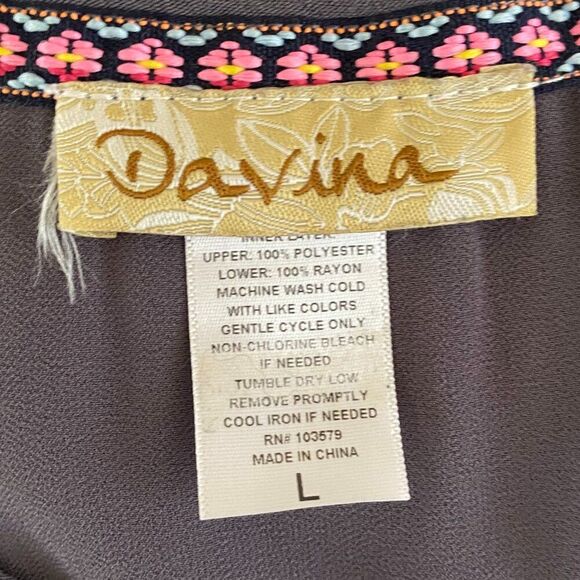 Davina
INNER LAYER:
UPPER: 100% POLYESTER
LOWER: 100% RAYON
MACHINE WASH COLD
WITH LIKE COLORS
GENTLE CYCLE ONLY
NON-CHLORINE BLEACH
IF NEEDED
TUMBLE DRY LOW
REMOVE PROMPTLY
COOL IRON IF NEEDED
RN# 103579
MADE IN CHINA
L